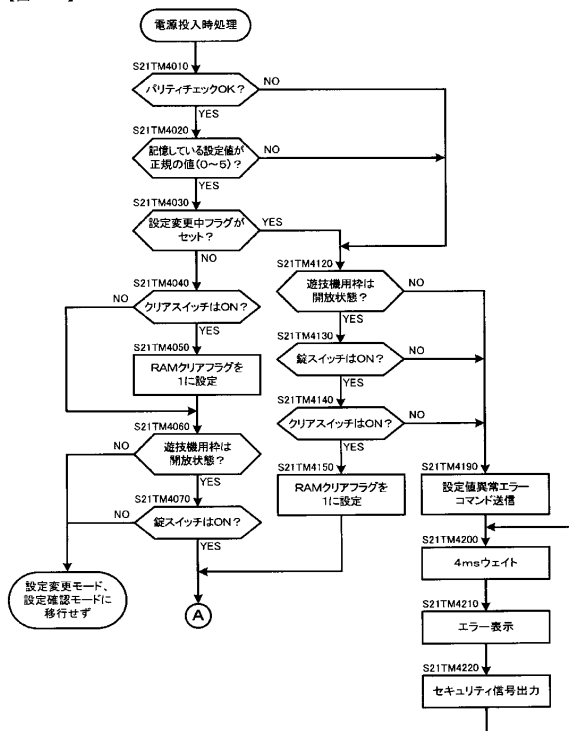 電源投入時処理
S21TM4010
パリティチェックOK？
NO
YES
S21TM4020
記憶している設定値が
正規の値(0～5)？
NO
YES
S21TM4030
設定変更中フラグが
セット？
YES
NO
S21TM4040
クリアスイッチはON？
NO
YES
S21TM4050
RAMクリアフラグを
1に設定
S21TM4060
遊技機用枠は
開放状態？
NO
YES
S21TM4070
錠スイッチはON？
NO
YES
設定変更モード、
設定確認モードに
移行せず
A
S21TM4120
遊技機用枠は
開放状態？
NO
YES
S21TM4130
錠スイッチはON？
NO
YES
S21TM4140
クリアスイッチはON？
NO
YES
S21TM4150
RAMクリアフラグを
1に設定
S21TM4190
設定値異常エラー
コマンド送信
S21TM4200
4msウェイト
S21TM4210
エラー表示
S21TM4220
セキュリティ信号出力